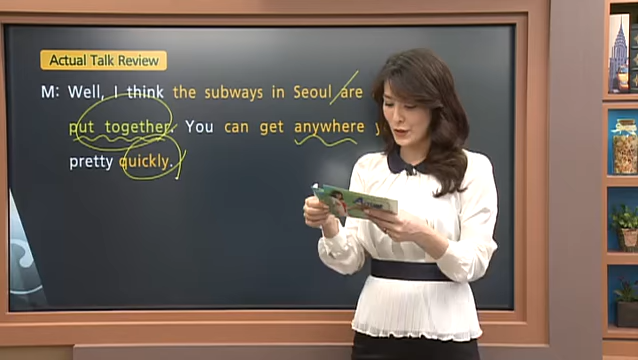 Actual Talk Review
M: Well, I think the subways in Seoul are
put together. You can get anywhere
pretty quickly.